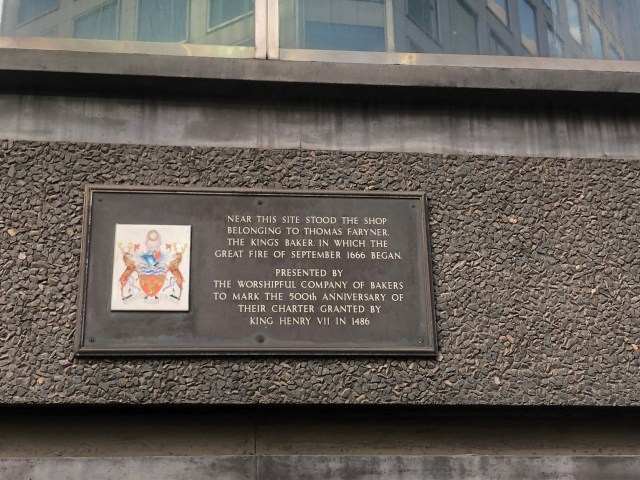 NEAR THIS SITE STOOD THE SHOP
BELONGING TO THOMAS FARYNER,
THE KINGS BAKER IN WHICH THE
GREAT FIRE OF SEPTEMBER 1666 BEGAN.
PRESENTED BY
THE WORSHIPFUL COMPANY OF BAKERS
TO MARK THE 500th ANNIVERSARY OF
THEIR CHARTER GRANTED BY
KING HENRY VII IN 1486